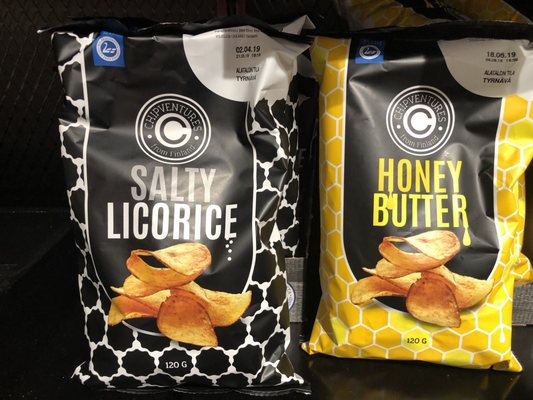 02.04.19
ALATALON TILA
TYRNÄVÄ
CHIPVENTURES
from Finland
SALTY
LICORICE
120 G
18.06.19
ALATALON TILA
TYRNÄVÄ
CHIPVENTURES
from Finland
HONEY
BUTTER
120 G